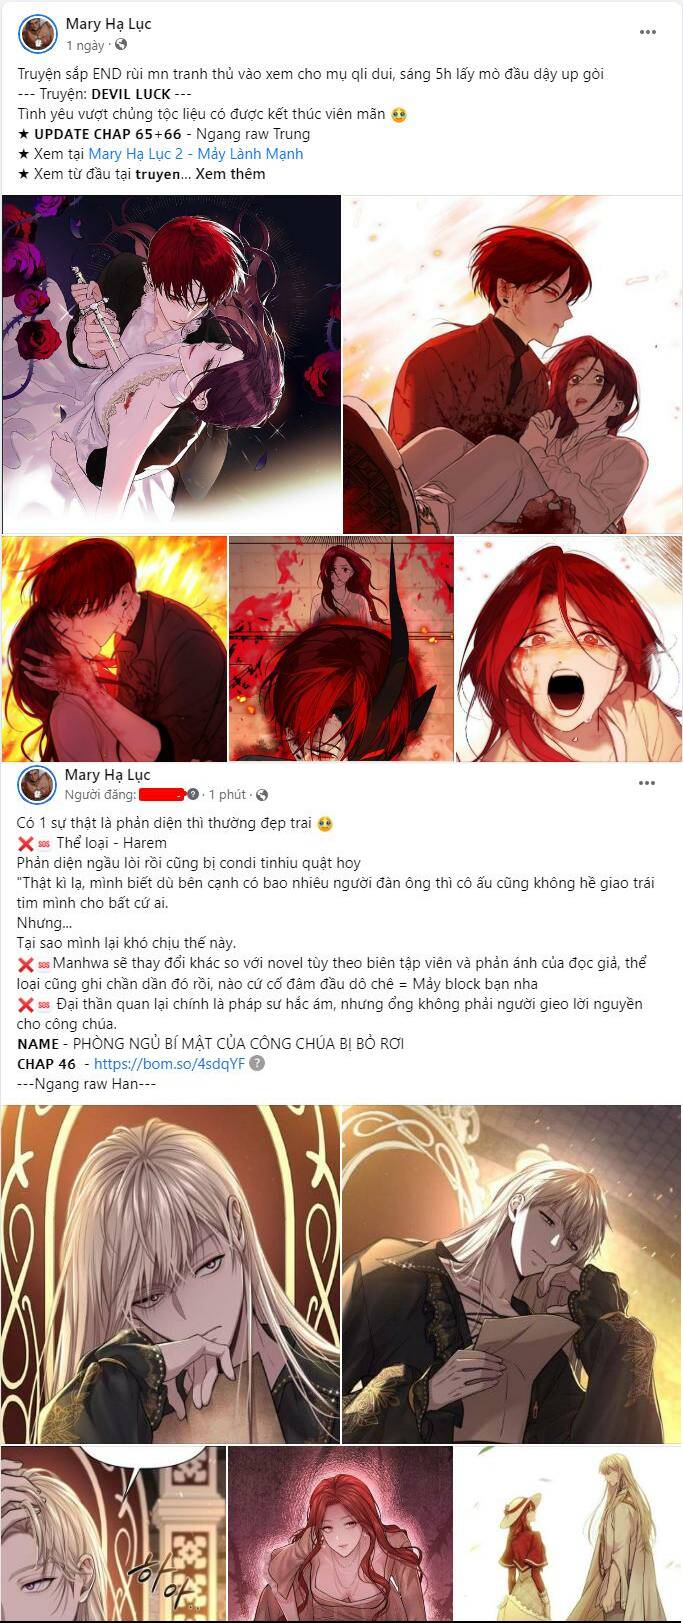 Mary Hạ Lục
1 ngày ·
Truyện sắp END rùi mn tranh thủ vào xem cho mụ qli dui, sáng 5h lấy mò đầu dậy up gòi
--- Truyện: DEVIL LUCK ---
Tình yêu vượt chủng tộc liệu có được kết thúc viên mãn 🥹
★ UPDATE CHAP 65+66 - Ngang raw Trung
★ Xem tại Mary Hạ Lục 2 - Mảy Lành Mạnh
★ Xem từ đầu tại truyen... Xem thêm
Mary Hạ Lục
Người đăng: · 1 phút ·
Có 1 sự thật là phản diện thì thường đẹp trai 🥹
❌🆘 Thể loại - Harem
Phản diện ngầu lòi rồi cũng bị condi tinhiu quật hoy
"Thật kì lạ, mình biết dù bên cạnh có bao nhiêu người đàn ông thì cô ấu cũng không hề giao trái
tim mình cho bất cứ ai.
Nhưng...
Tại sao mình lại khó chịu thế này.
❌🆘Manhwa sẽ thay đổi khác so với novel tùy theo biên tập viên và phản ánh của đọc giả, thể
loại cũng ghi chần dần đó rồi, nào cứ cố đâm đầu dô chê = Mảy block bạn nha
❌🆘 Đại thần quan lại chính là pháp sư hắc ám, nhưng ổng không phải người gieo lời nguyền
cho công chúa.
NAME - PHÒNG NGỦ BÍ MẬT CỦA CÔNG CHÚA BỊ BỎ RƠI
CHAP 46 - https://bom.so/4sdqYF ?
---Ngang raw Han---
하아..